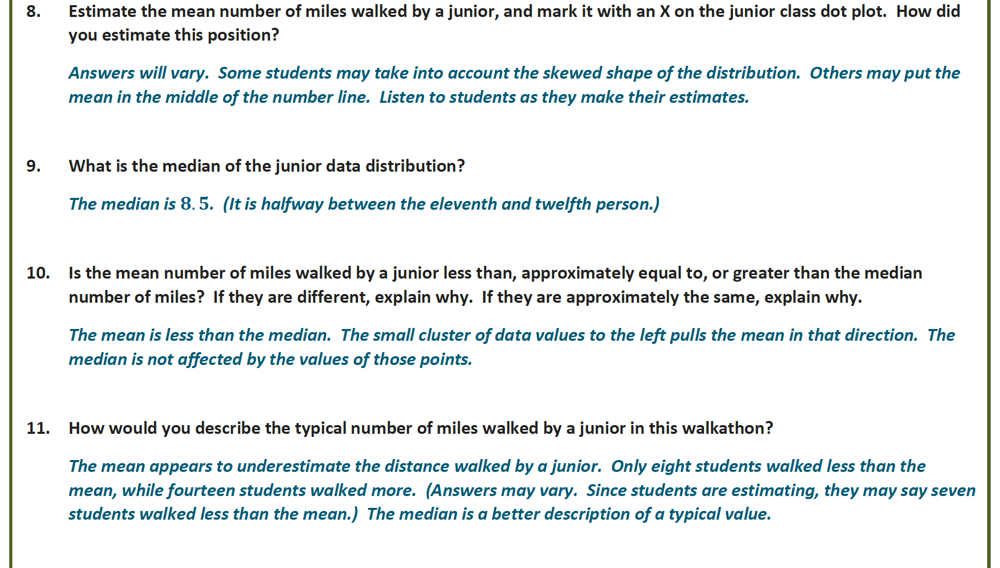 8. Estimate the mean number of miles walked by a junior, and mark it with an X on the junior class dot plot.  How did
you estimate this position?
Answers will vary.  Some students may take into account the skewed shape of the distribution.  Others may put the
mean in the middle of the number line.  Listen to students as they make their estimates.
9. What is the median of the junior data distribution?
The median is 8.5.  (It is halfway between the eleventh and twelfth person.)
10. Is the mean number of miles walked by a junior less than, approximately equal to, or greater than the median
number of miles?  If they are different, explain why.  If they are approximately the same, explain why.
The mean is less than the median.  The small cluster of data values to the left pulls the mean in that direction.  The
median is not affected by the values of those points.
11. How would you describe the typical number of miles walked by a junior in this walkathon?
The mean appears to underestimate the distance walked by a junior.  Only eight students walked less than the
mean, while fourteen students walked more.  (Answers may vary.  Since students are estimating, they may say seven
students walked less than the mean.)  The median is a better description of a typical value.